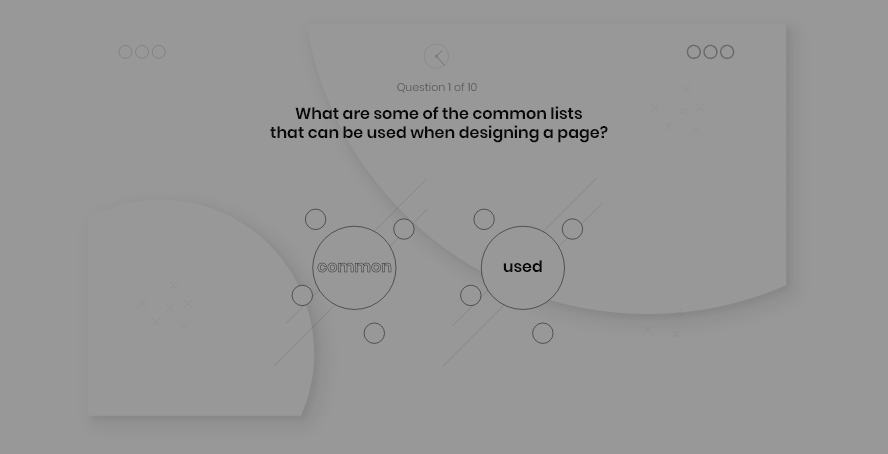 Question 1 of 10
What are some of the common lists
that can be used when designing a page?
common
used